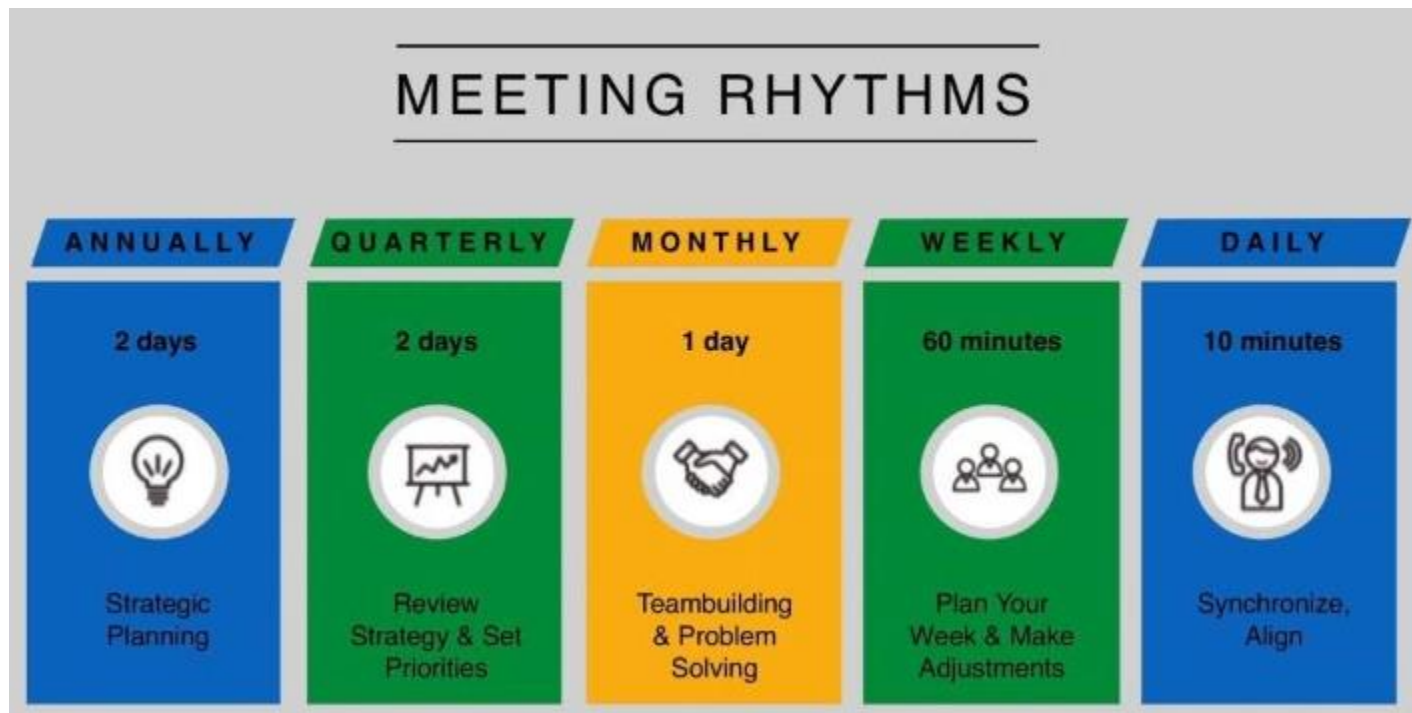 MEETING RHYTHMS
ANNUALLY
2 days
Strategic
Planning
QUARTERLY
2 days
Review
Strategy & Set
Priorities
MONTHLY
1 day
Teambuilding
& Problem
Solving
WEEKLY
60 minutes
Plan Your
Week & Make
Adjustments
DAILY
10 minutes
Synchronize,
Align